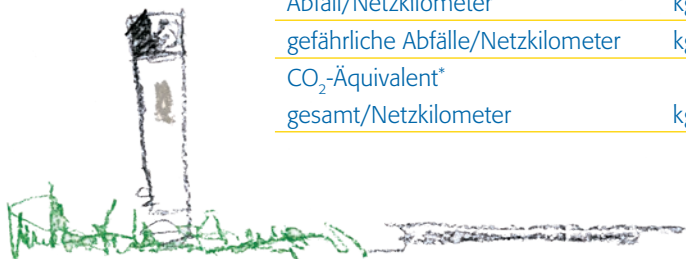 Abfall/Netzkilometer
gefährliche Abfälle/Netzkilometer
CO₂-Äquivalent*
gesamt/Netzkilometer